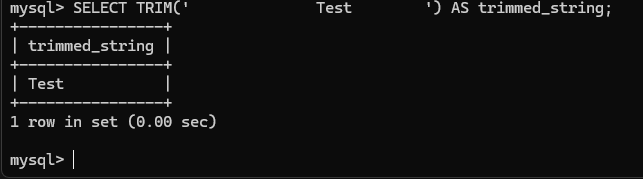 mysql> SELECT TRIM('              Test        ') AS trimmed_string;
+----------------+
| trimmed_string |
+----------------+
| Test           |
+----------------+
1 row in set (0.00 sec)
mysql>